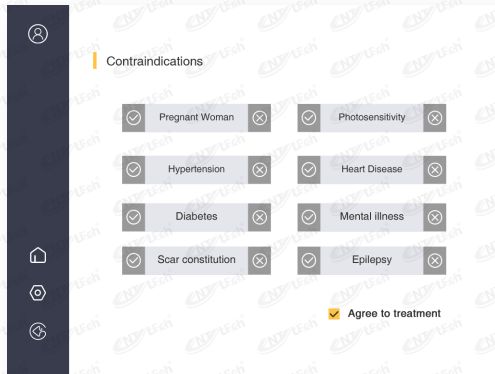 Contraindications
Pregnant Woman
Photosensitivity
Hypertension
Heart Disease
Diabetes
Mental illness
Scar constitution
Epilepsy
Agree to treatment